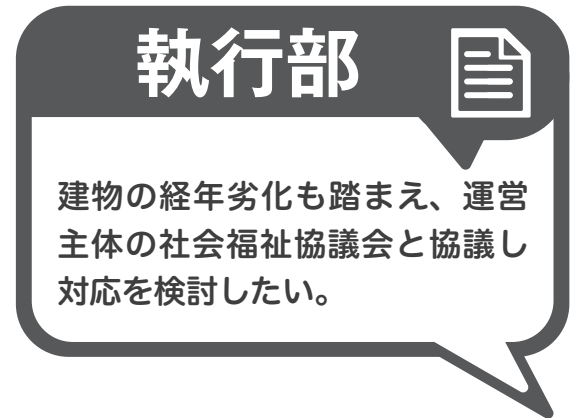 執行部
建物の経年劣化も踏まえ、運営
主体の社会福祉協議会と協議し
対応を検討したい。